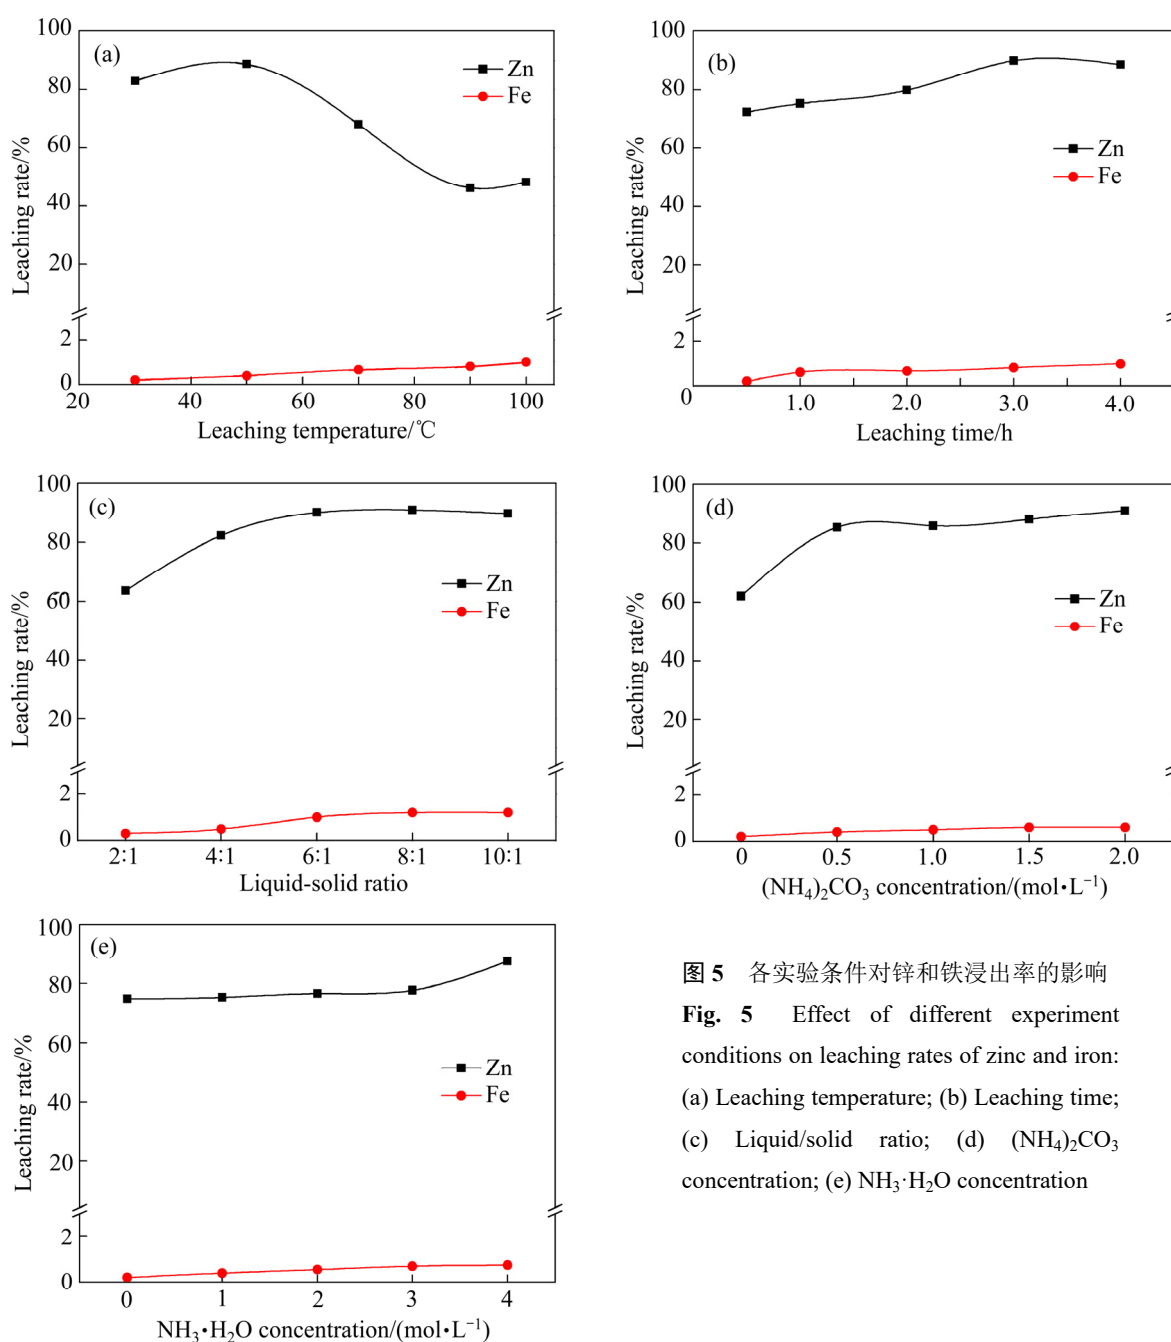 (a)
Zn
Fe
100
80
60
40
20
2
0
20 40 60 80 100
Leaching rate/%
Leaching temperature/℃
(b)
Zn
Fe
100
80
60
40
20
2
0
1.0 2.0 3.0 4.0
Leaching rate/%
Leaching time/h
(c)
Zn
Fe
100
80
60
40
20
2
0
2∶1 4∶1 6∶1 8∶1 10∶1
Leaching rate/%
Liquid-solid ratio
(d)
Zn
Fe
100
80
60
40
20
2
0
0 0.5 1.0 1.5 2.0
Leaching rate/%
(NH₄)₂CO₃ concentration/(mol•L⁻¹)
(e)
Zn
Fe
100
80
60
40
20
2
0
0 1 2 3 4
Leaching rate/%
NH₃•H₂O concentration/(mol•L⁻¹)
图 5 各实验条件对锌和铁浸出率的影响
Fig. 5 Effect of different experiment
conditions on leaching rates of zinc and iron:
(a) Leaching temperature; (b) Leaching time;
(c) Liquid/solid ratio; (d) (NH₄)₂CO₃
concentration; (e) NH₃·H₂O concentration